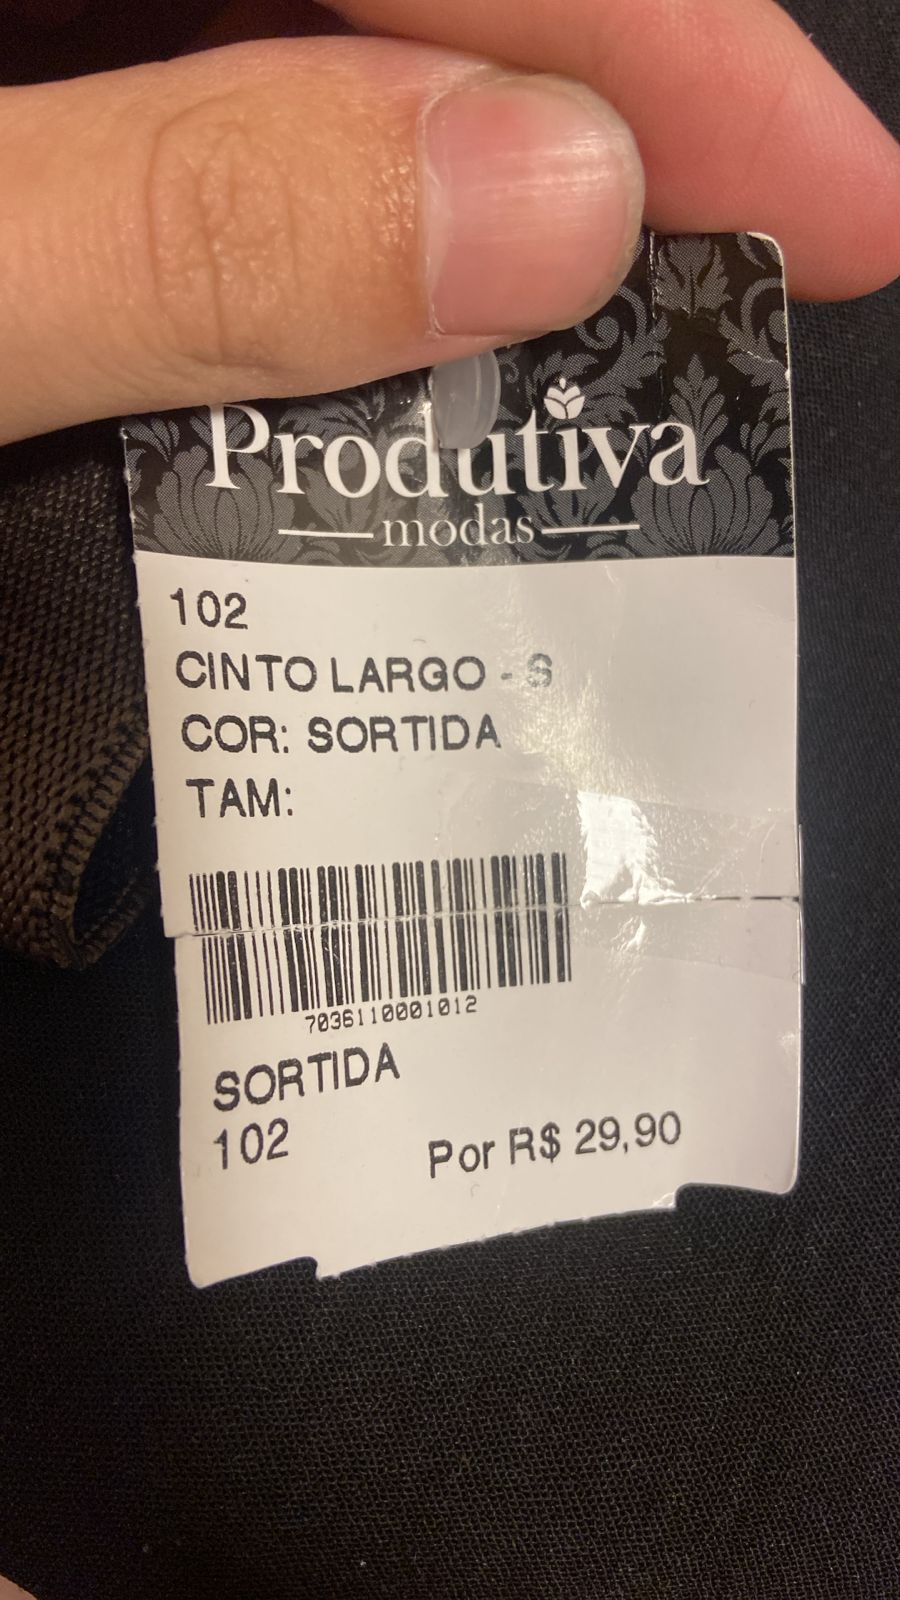 Produtiva
modas
102
CINTO LARGO - S
COR: SORTIDA
TAM:
7036110001012
SORTIDA
102
Por R$ 29,90